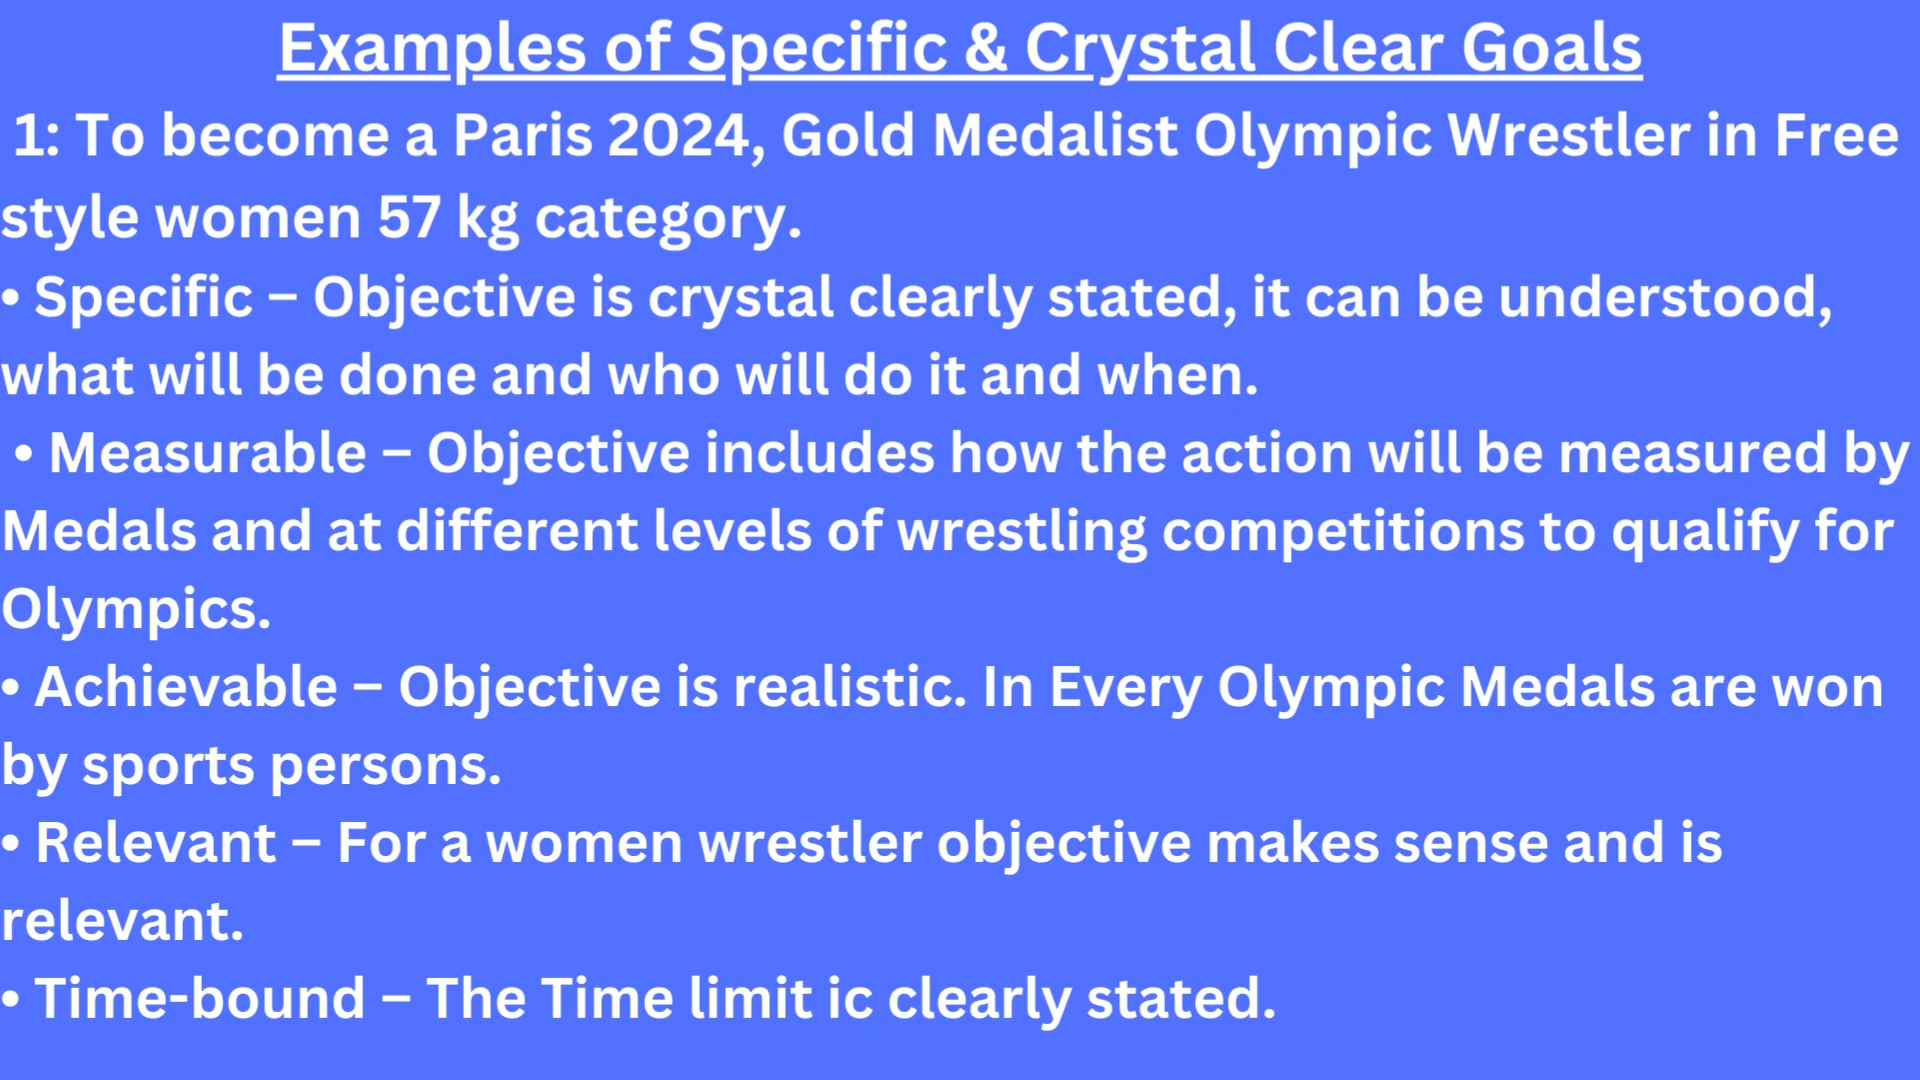 Examples of Specific & Crystal Clear Goals
1: To become a Paris 2024, Gold Medalist Olympic Wrestler in Free
style women 57 kg category.
• Specific – Objective is crystal clearly stated, it can be understood,
what will be done and who will do it and when.
• Measurable – Objective includes how the action will be measured by
Medals and at different levels of wrestling competitions to qualify for
Olympics.
• Achievable – Objective is realistic. In Every Olympic Medals are won
by sports persons.
• Relevant – For a women wrestler objective makes sense and is
relevant.
• Time-bound – The Time limit ic clearly stated.